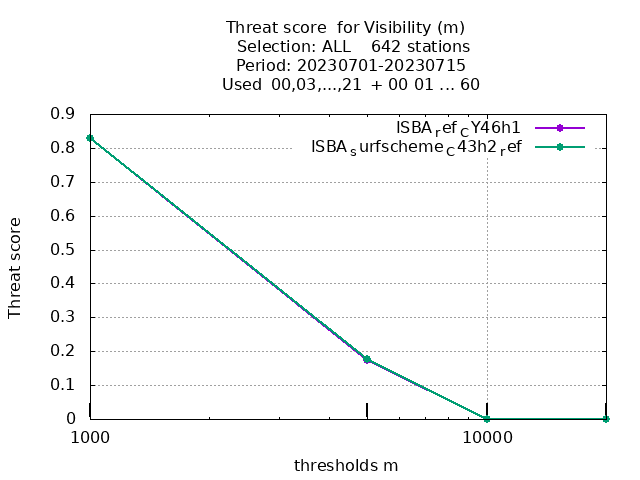 Threat score for Visibility (m)
Selection: ALL 642 stations
Period: 20230701-20230715
Used 00,03,...,21 + 00 01 ... 60
ISBArefCY46h1
ISBAsurfschemeC43h2ref
0.9
0.8
0.7
0.6
0.5
0.4
0.3
0.2
0.1
0
Threat score
1000
10000
thresholds m